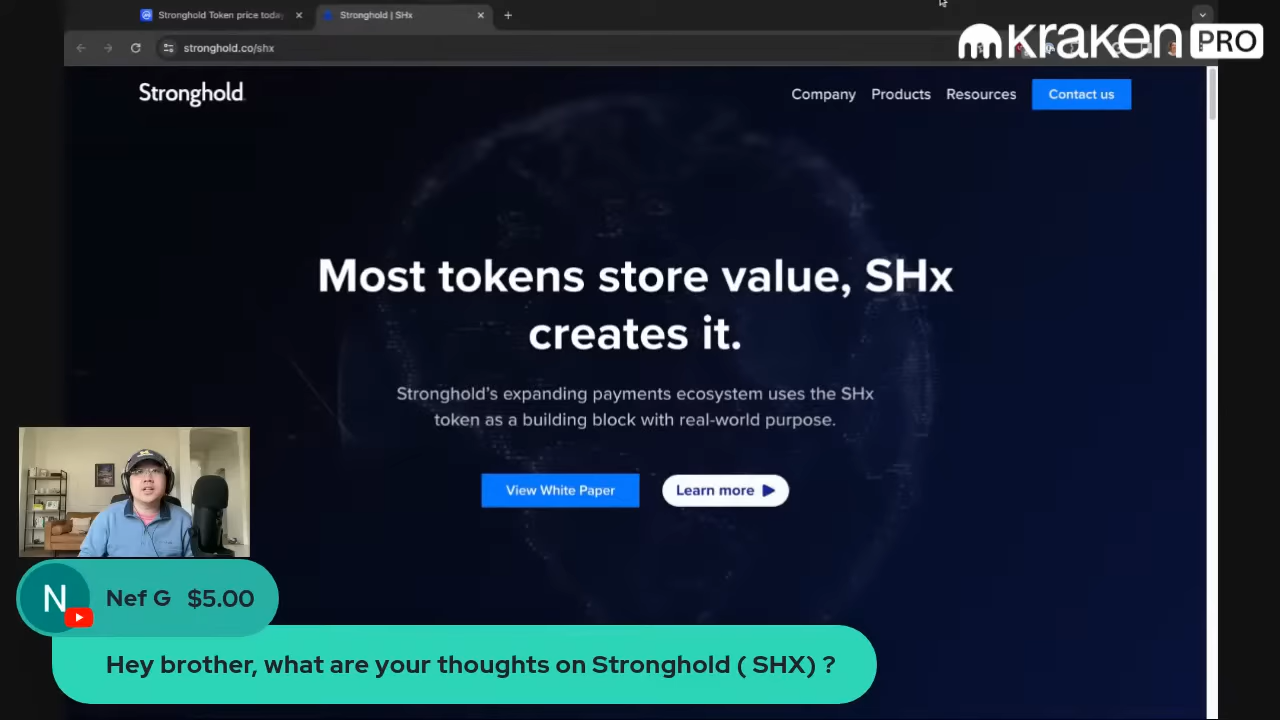 Stronghold Token price today
Stronghold | SHx
stronghold.co/shx
kraken PRO
Stronghold
Company Products Resources Contact us
Most tokens store value, SHx
creates it.
Stronghold's expanding payments ecosystem uses the SHx
token as a building block with real-world purpose.
View White Paper Learn more
N Nef G $5.00
Hey brother, what are your thoughts on Stronghold ( SHX) ?